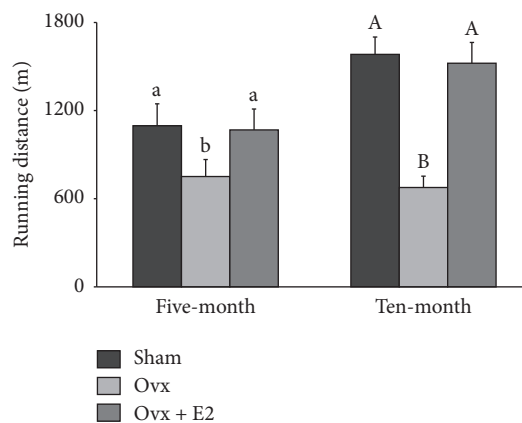 Running distance (m)
1800
1200
600
0
a
b
a
A
B
A
Five-month
Ten-month
Sham
Ovx
Ovx + E2